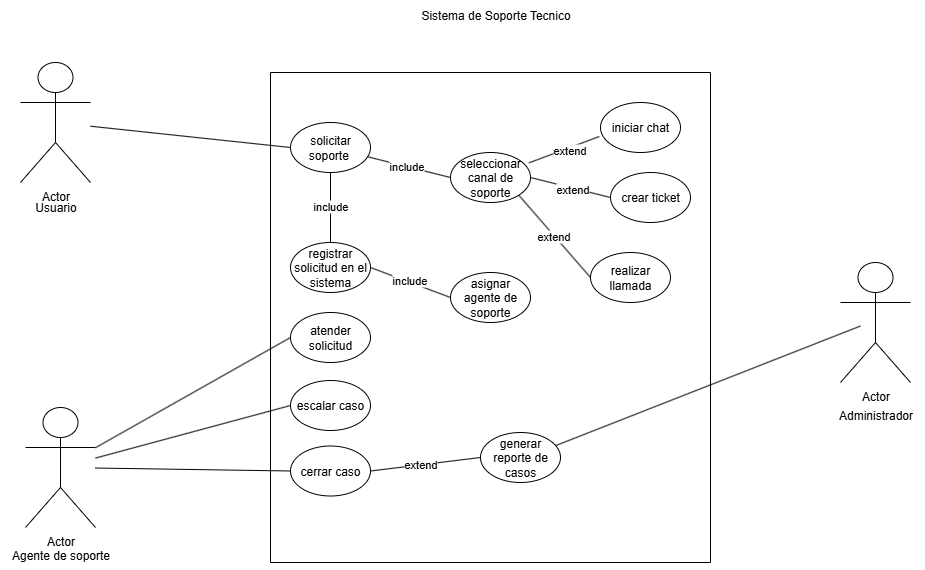 Sistema de Soporte Tecnico
Actor
Usuario
solicitar
soporte
include
seleccionar
canal de
soporte
extend
iniciar chat
extend
crear ticket
extend
realizar
llamada
include
registrar
solicitud en el
sistema
include
asignar
agente de
soporte
atender
solicitud
escalar caso
cerrar caso
extend
generar
reporte de
casos
Actor
Administrador
Actor
Agente de soporte